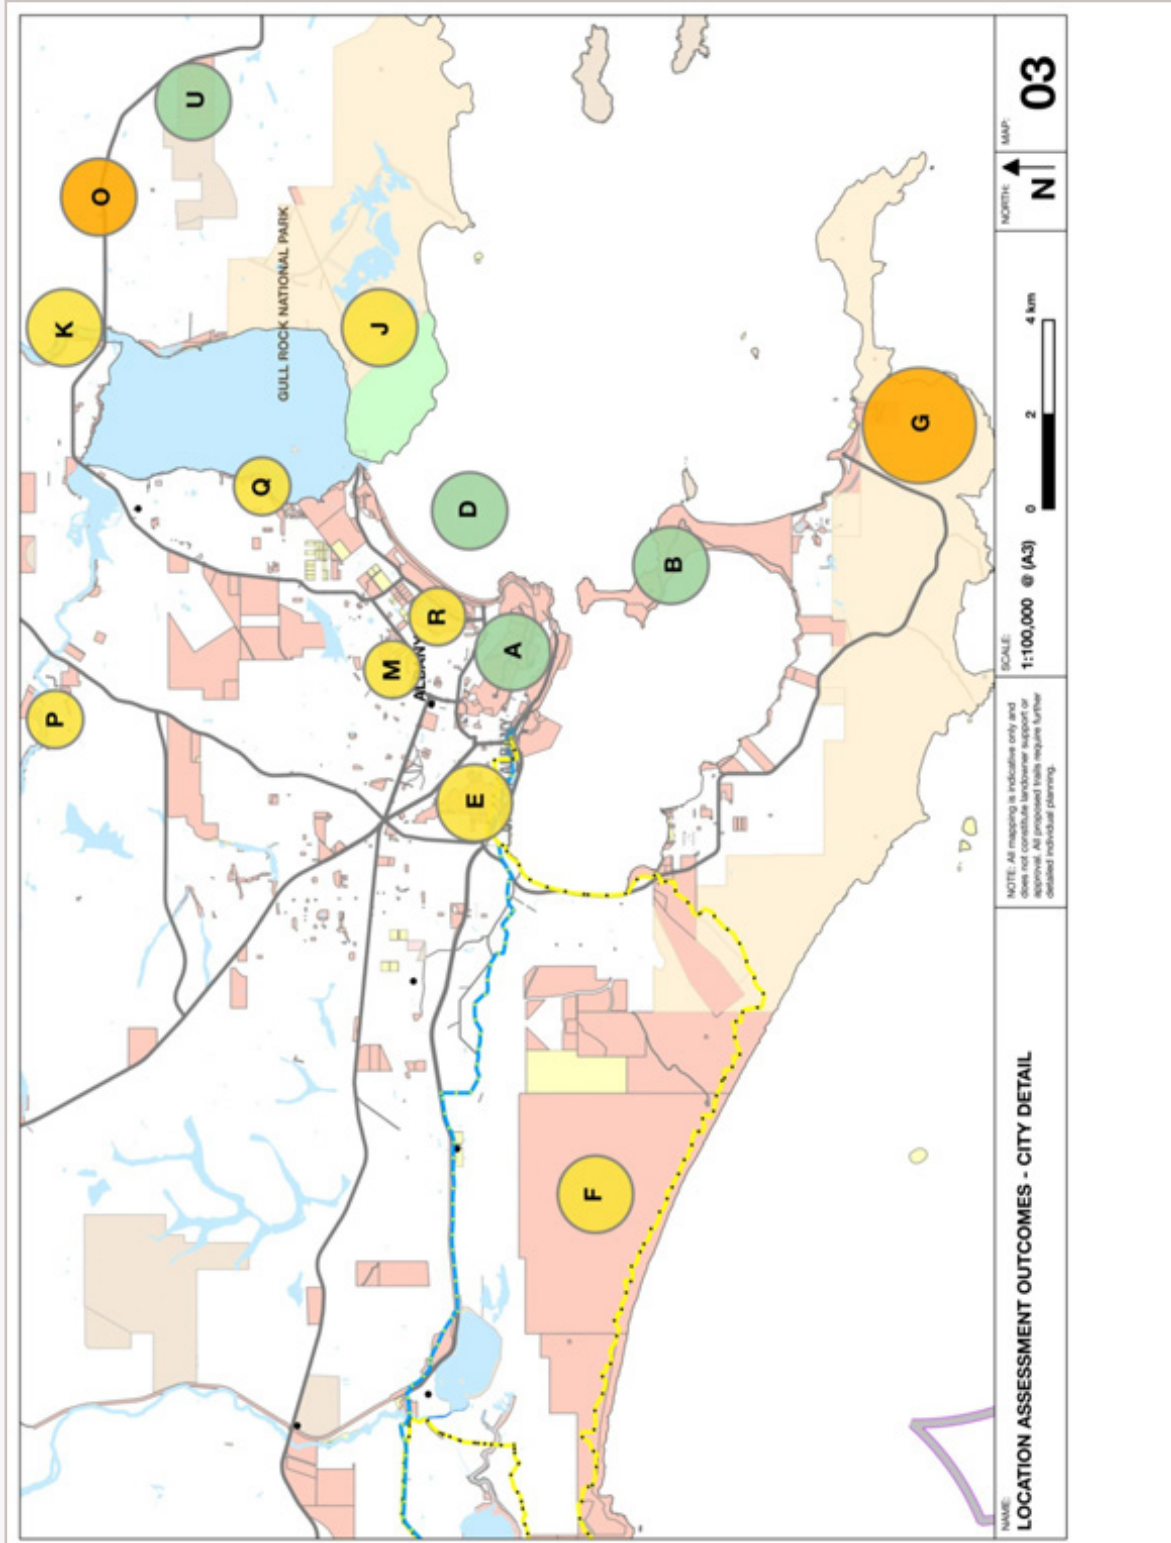 U
O
K
GULL ROCK NATIONAL PARK
J
Q
D
P
R
M
A
B
G
E
F
NAME:
LOCATION ASSESSMENT OUTCOMES - CITY DETAIL
NOTE: All mapping is indicative only and
does not constitute landowner support or
approval. All proposed trails require further
detailed individual planning.
SCALE:
1:100,000 @ (A3)
0 2 4 km
NORTH:
N
MAP:
03